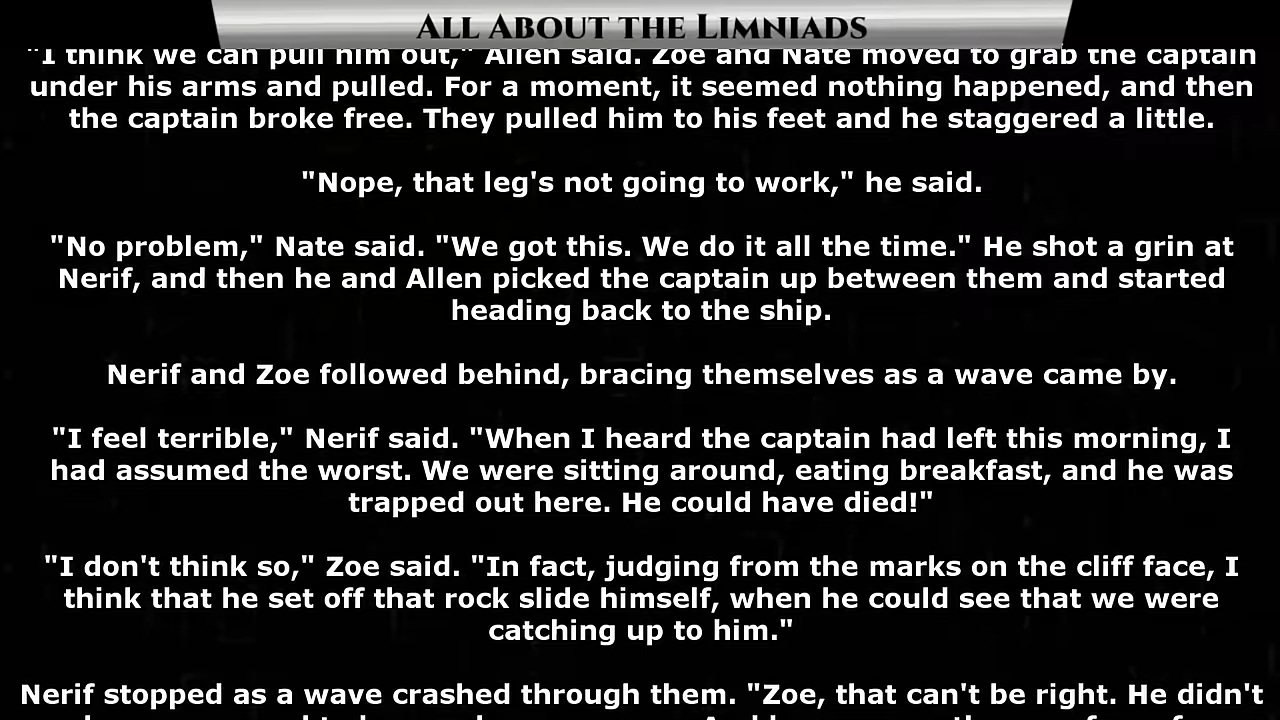 All About the Limniads
"I think we can pull him out," Allen said. Zoe and Nate moved to grab the captain
under his arms and pulled. For a moment, it seemed nothing happened, and then
the captain broke free. They pulled him to his feet and he staggered a little.
"Nope, that leg's not going to work," he said.
"No problem," Nate said. "We got this. We do it all the time." He shot a grin at
Nerif, and then he and Allen picked the captain up between them and started
heading back to the ship.
Nerif and Zoe followed behind, bracing themselves as a wave came by.
"I feel terrible," Nerif said. "When I heard the captain had left this morning, I
had assumed the worst. We were sitting around, eating breakfast, and he was
trapped out here. He could have died!"
"I don't think so," Zoe said. "In fact, judging from the marks on the cliff face, I
think that he set off that rock slide himself, when he could see that we were
catching up to him."
Nerif stopped as a wave crashed through them. "Zoe, that can't be right. He didn't